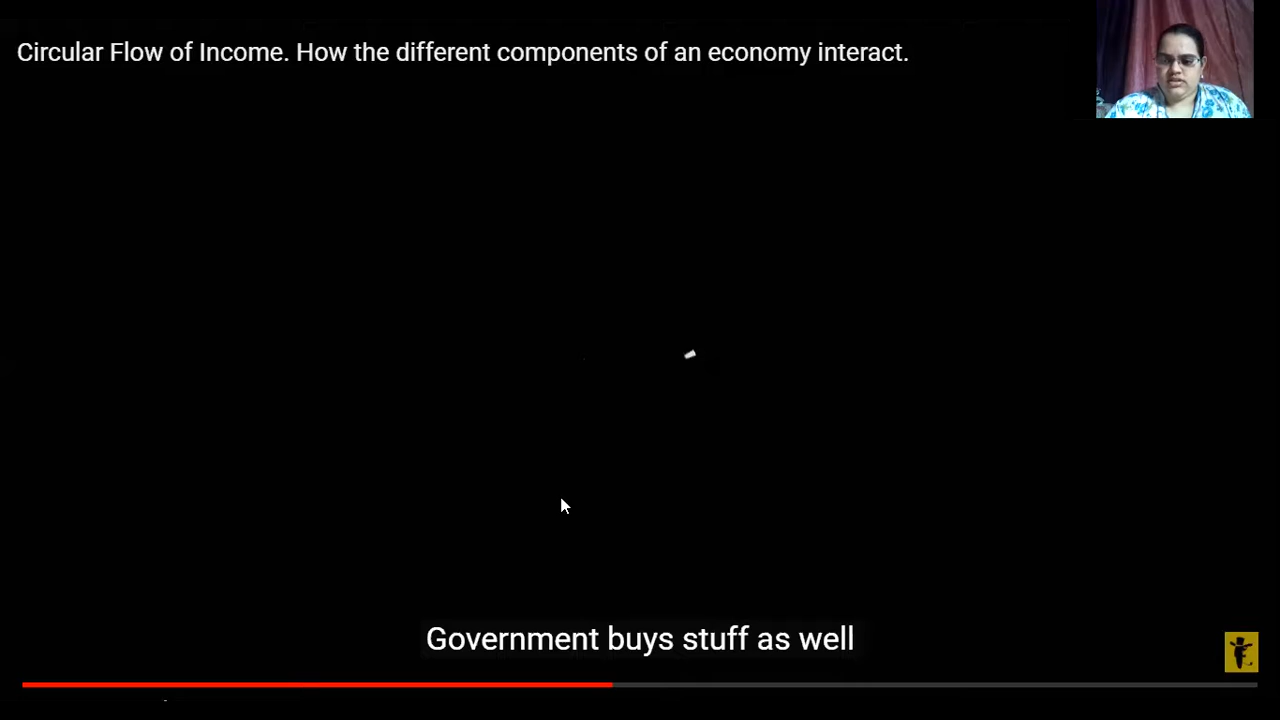 Circular Flow of Income. How the different components of an economy interact.
Government buys stuff as well